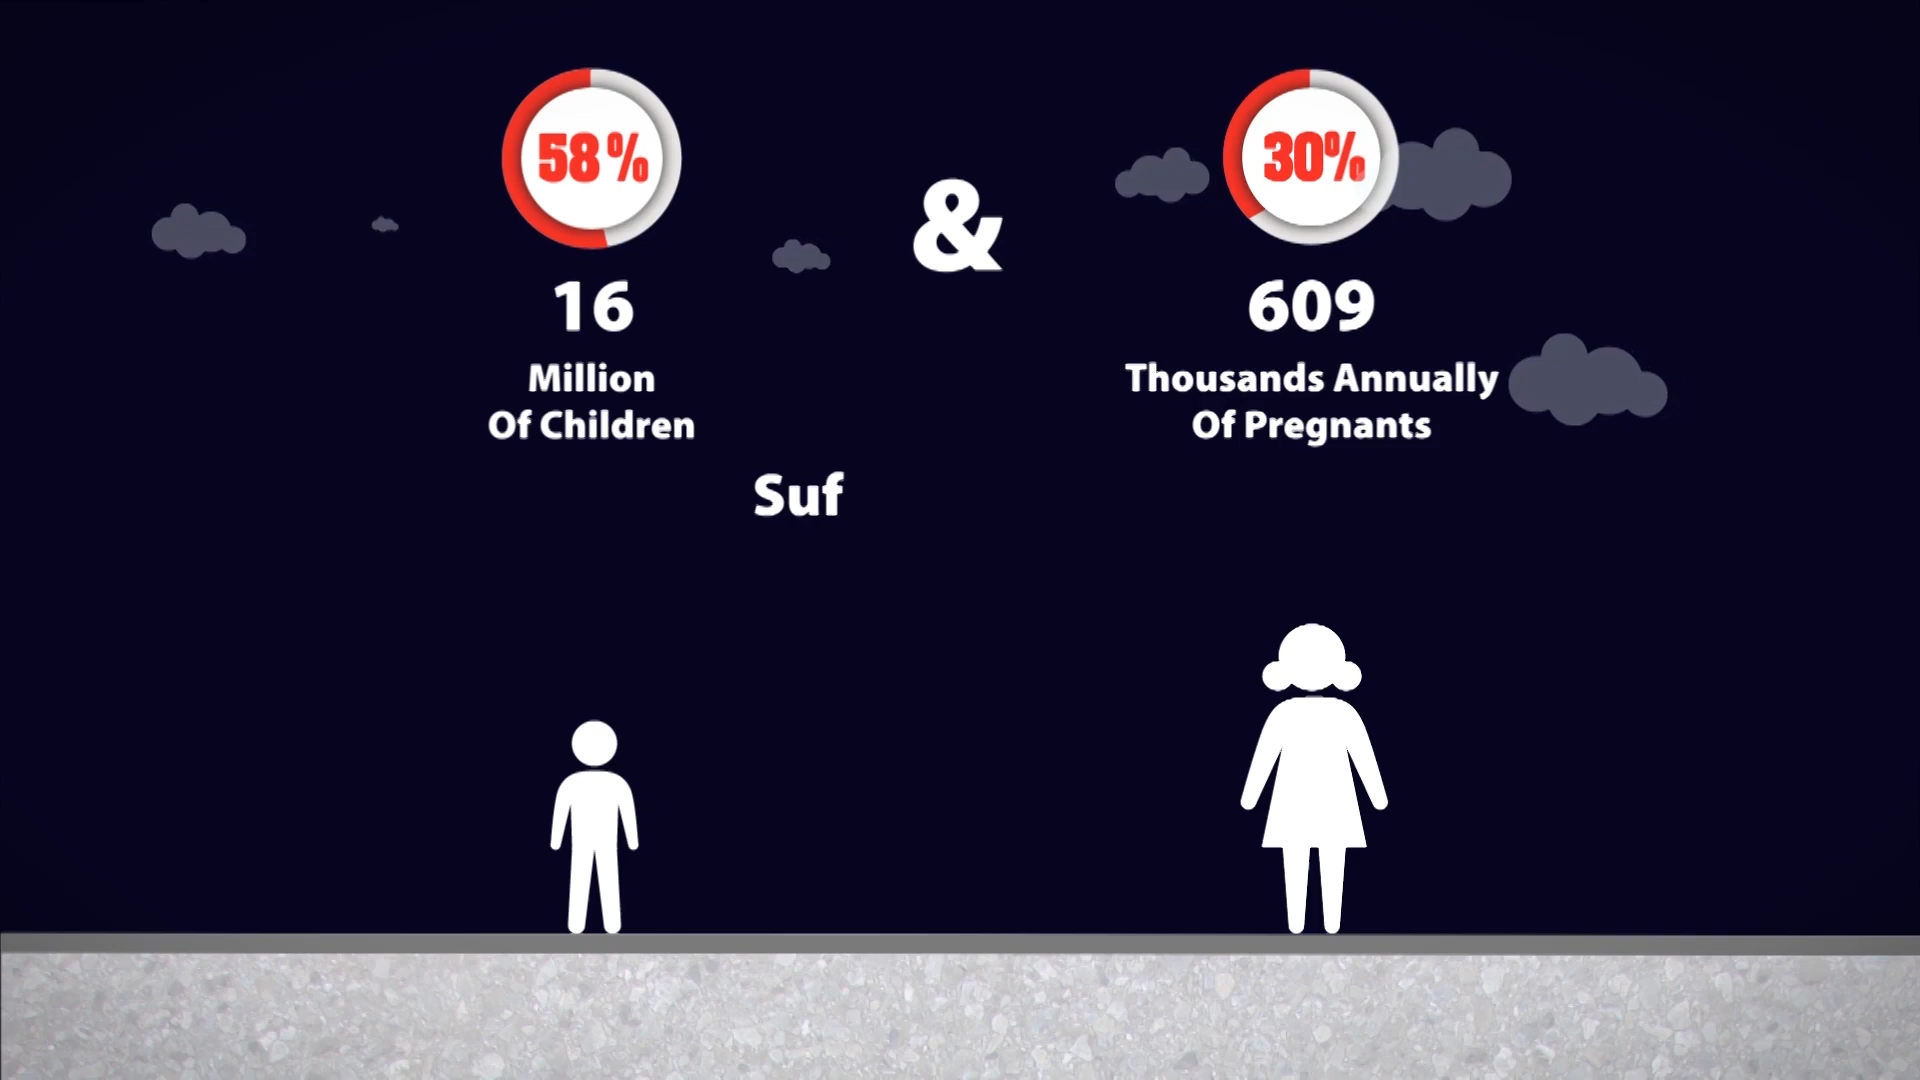 58%
16
Million
Of Children
&
30%
609
Thousands Annually
Of Pregnants
Suf